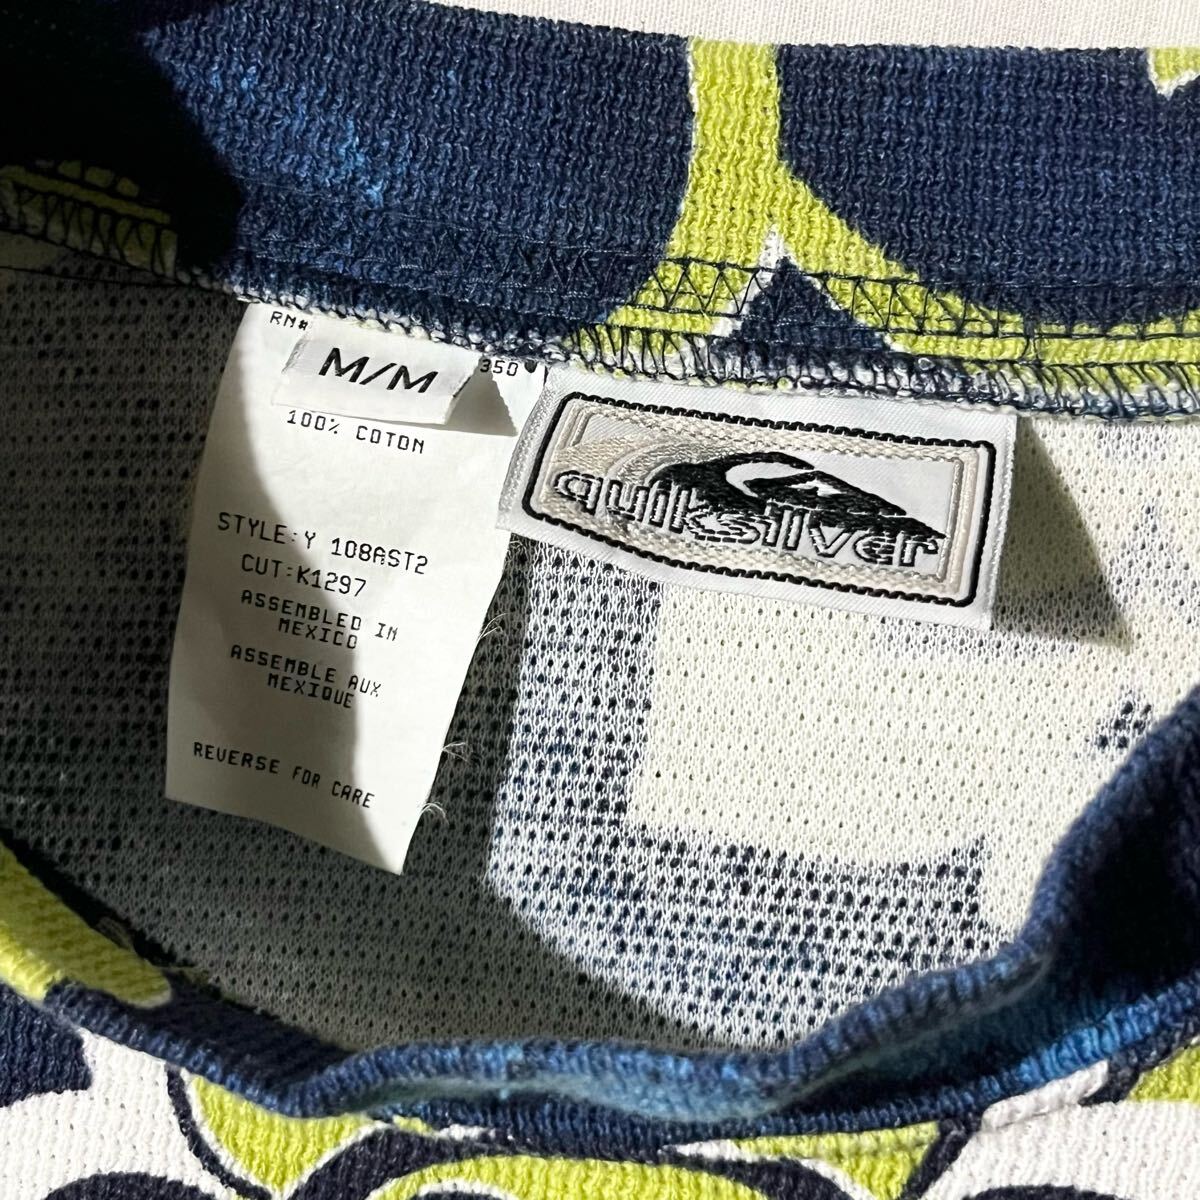 RN#
M/M
350
100% COTON
STYLE:Y 108AST2
CUT:K1297
ASSEMBLED IN
MEXICO
ASSEMBLE AUX
MEXIQUE
REVERSE FOR CARE
quiksilver